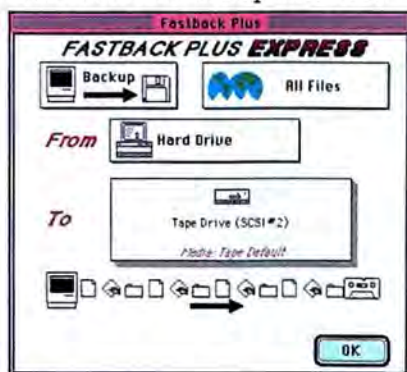 Fastback Plus
FASTBACK PLUS EXPRESS
Backup
All Files
From
Hard Drive
To
Tape Drive (SCSI #2)
Media: Tape Default
OK